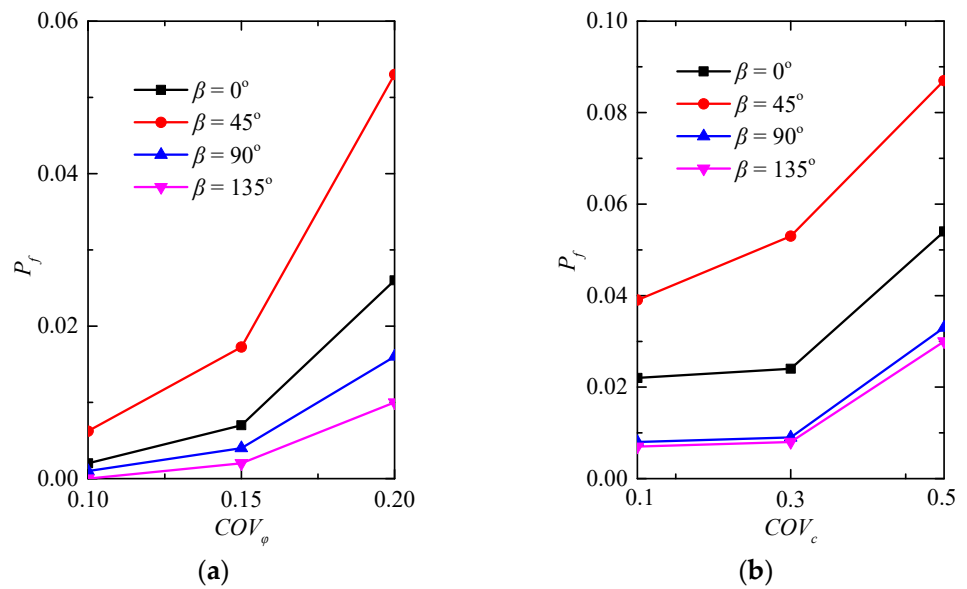 0.06
0.04
0.02
0.00
P_f
β = 0°
β = 45°
β = 90°
β = 135°
0.10
0.15
0.20
COV_φ
(a)
0.10
0.08
0.06
0.04
0.02
0.00
P_f
β = 0°
β = 45°
β = 90°
β = 135°
0.1
0.3
0.5
COV_c
(b)